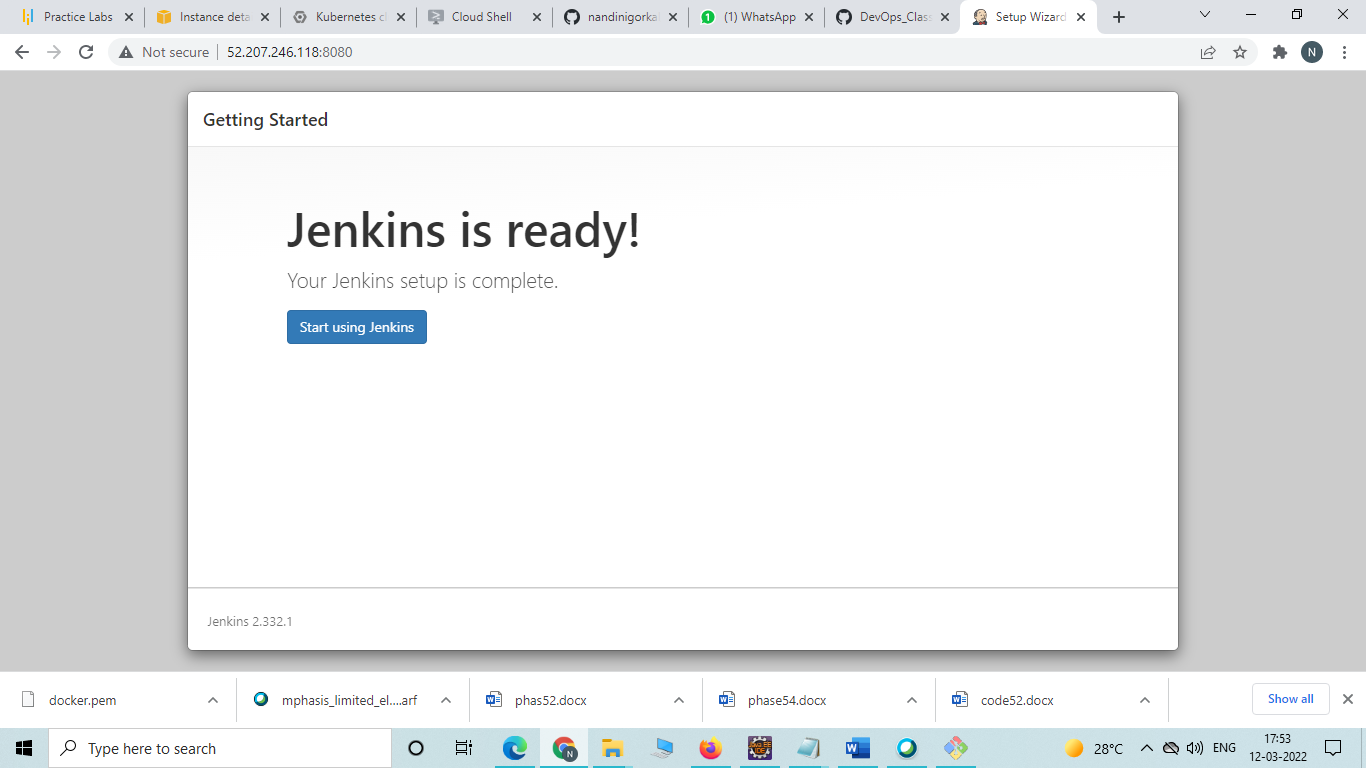 Practice Labs
Instance deta
Kubernetes cl
Cloud Shell
nandinigorkal
1
(1) WhatsApp
DevOps_Class
Setup Wizard
Not secure
52.207.246.118:8080
N
Getting Started
Jenkins is ready!
Your Jenkins setup is complete.
Start using Jenkins
Jenkins 2.332.1
docker.pem
mphasis_limited_el....arf
phas52.docx
phase54.docx
code52.docx
Show all
Type here to search
N
28°C
ENG
17:53
12-03-2022